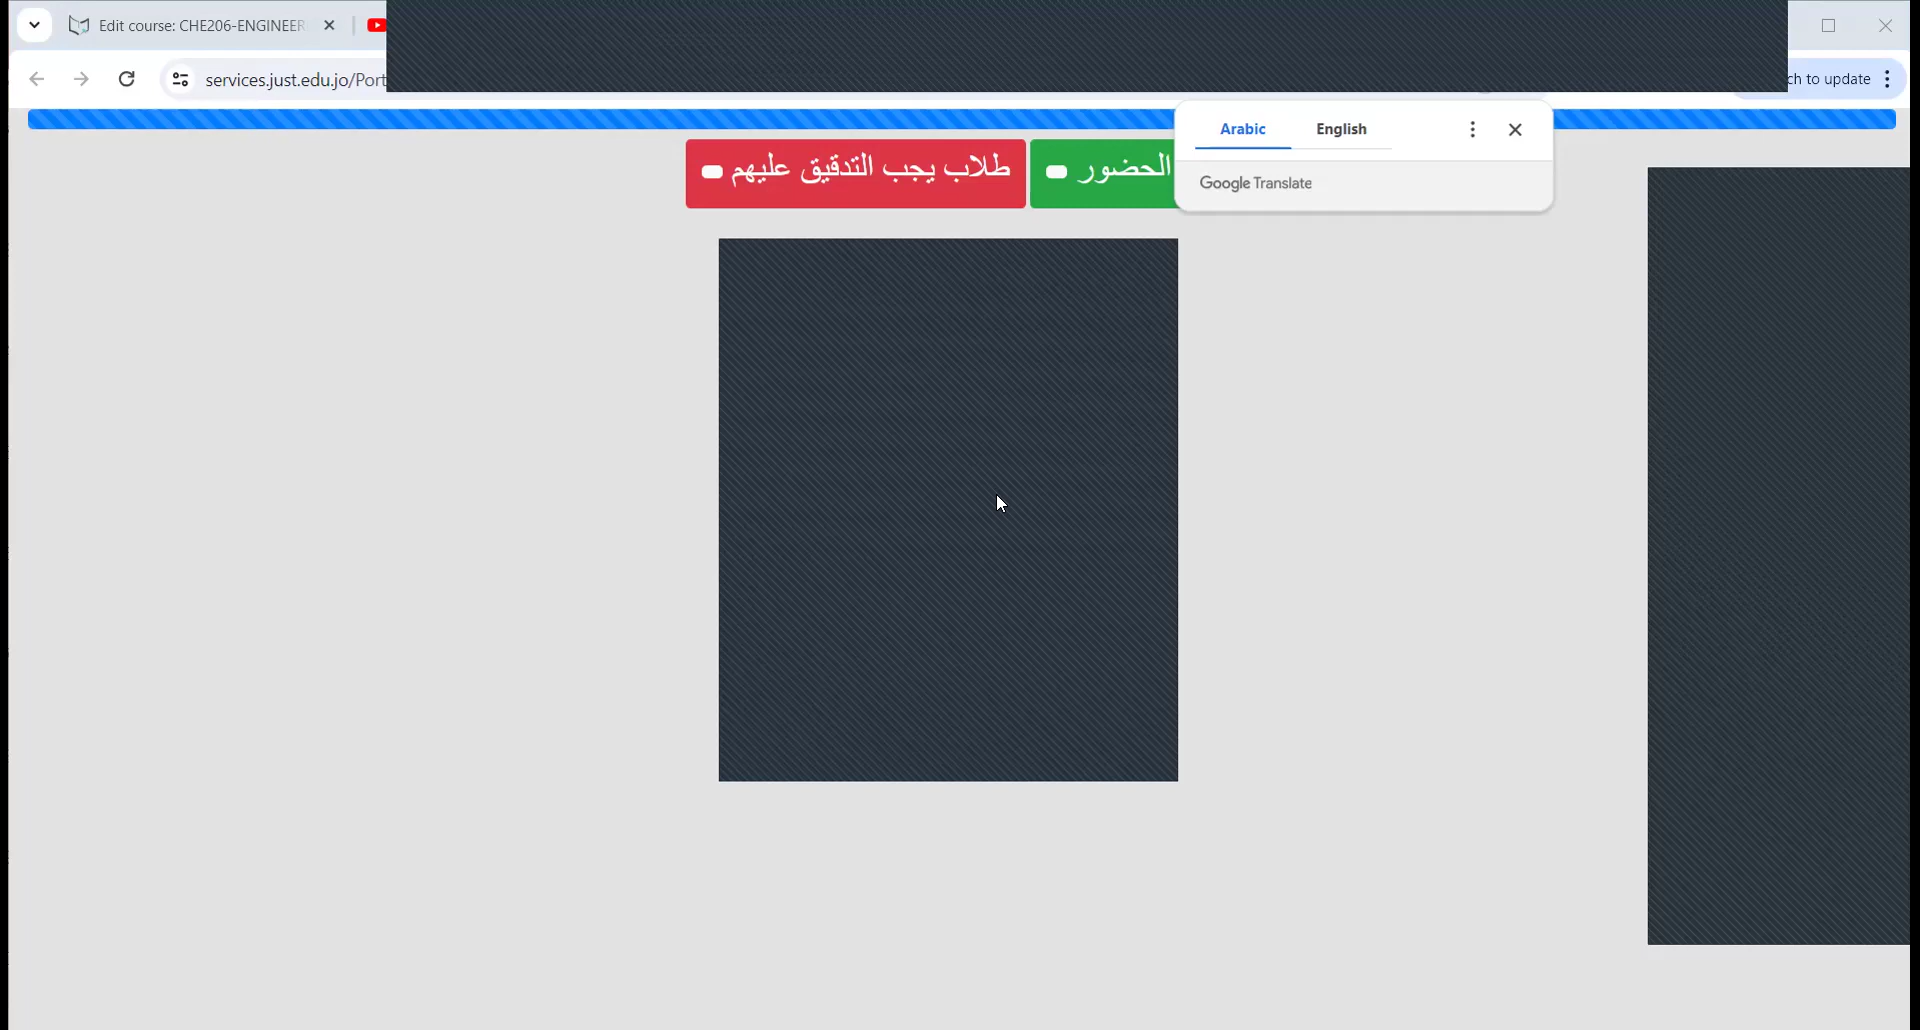 Edit course: CHE206-ENGINEER
services.just.edu.jo/Port
ch to update
Arabic English
Google Translate
الحضور
طلاب يجب التدقيق عليهم